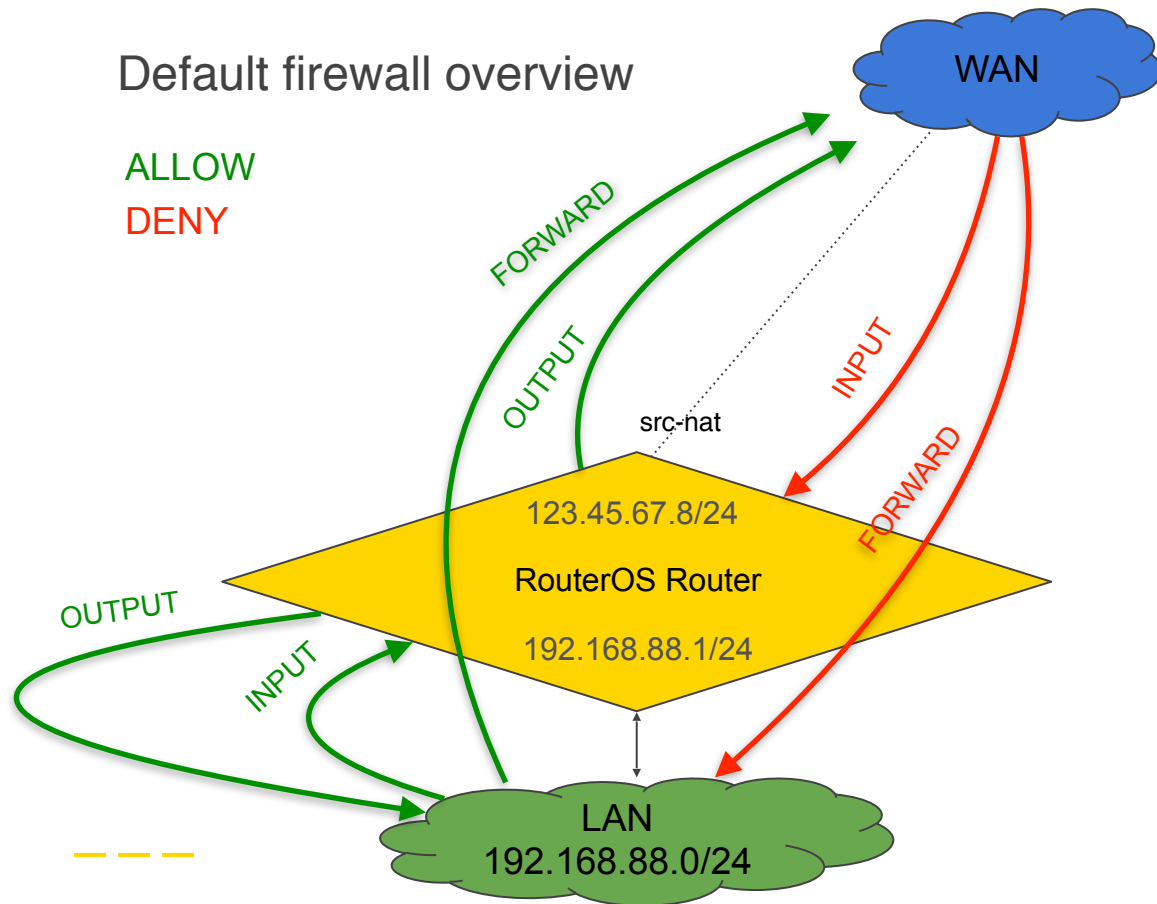 Default firewall overview
WAN
ALLOW
DENY
FORWARD
OUTPUT
INPUT
src-nat
FORWARD
123.45.67.8/24
RouterOS Router
OUTPUT
INPUT
192.168.88.1/24
LAN
192.168.88.0/24